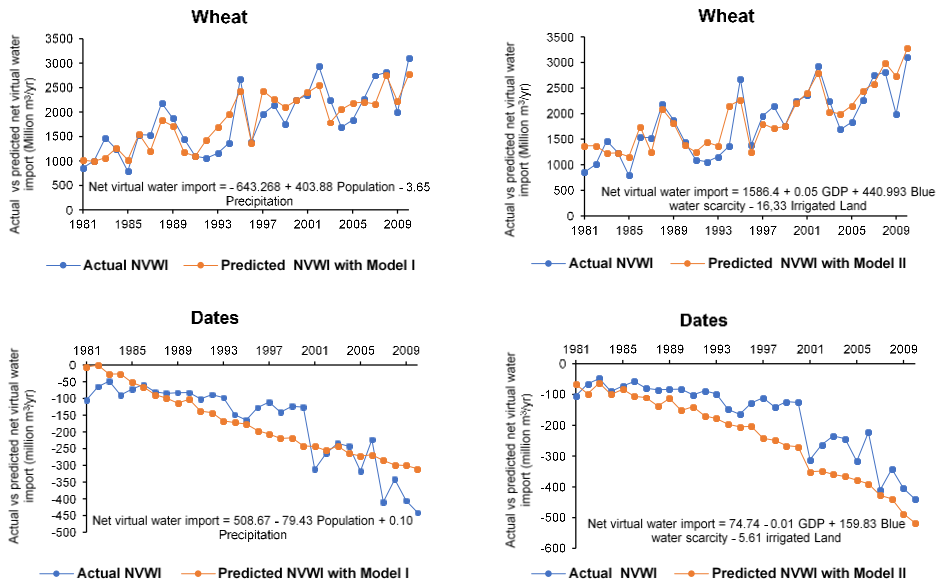 Wheat
Actual vs predicted net virtual water
import (Million m³/yr)
3500
3000
2500
2000
1500
1000
500
0
Net virtual water import = - 643.268 + 403.88 Population - 3.65
Precipitation
1981 1985 1989 1993 1997 2001 2005 2009
Actual NVWI Predicted NVWI with Model I
Wheat
Actual vs predicted net virtual water
import (Million m³/yr)
3500
3000
2500
2000
1500
1000
500
0
Net virtual water import = 1586.4 + 0.05 GDP + 440.993 Blue
water scarcity - 16,33 Irrigated Land
1981 1985 1989 1993 1997 2001 2005 2009
Actual NVWI Predicted NVWI with Model II
Dates
1981 1985 1989 1993 1997 2001 2005 2009
Actual vs predicted net virtual water
import (milion m³/yr)
0
-50
-100
-150
-200
-250
-300
-350
-400
-450
-500
Net virtual water import = 508.67 - 79.43 Population + 0.10
Precipitation
Actual NVWI Predicted NVWI with Model I
Dates
1981 1985 1989 1993 1997 2001 2005 2009
Actual vs predicted net virtual water
import (milion m³/yr)
0
-100
-200
-300
-400
-500
-600
Net virtual water import = 74.74 - 0.01 GDP + 159.83 Blue
water scarcity - 5.61 irrigated Land
Actual NVWI Predicted NVWI with Model II